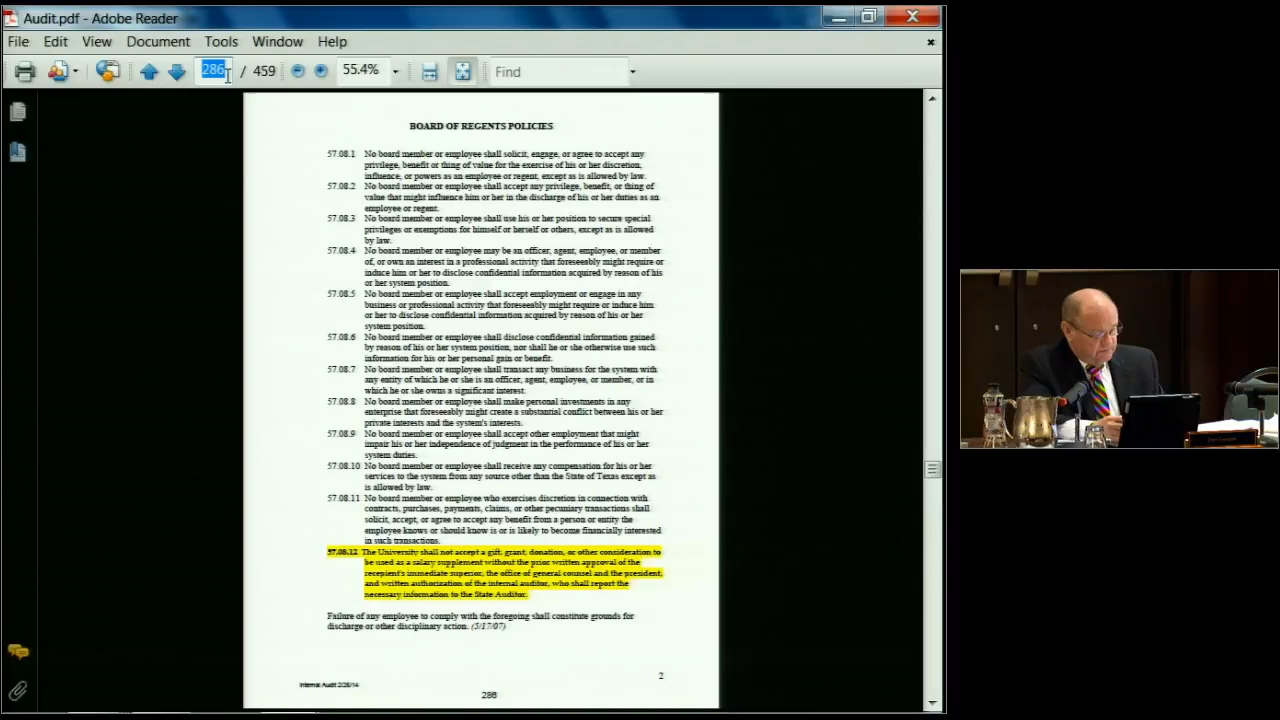 Audit.pdf - Adobe Reader
File Edit View Document Tools Window Help
286 / 459 55.4% Find
BOARD OF REGENTS POLICIES
57.08.1 No board member or employee shall solicit, engage, or agree to accept any
privilege, benefit or thing of value for the exercise of his or her discretion,
influence, or powers as an employee or regent, except as is allowed by law.
57.08.2 No board member or employee shall accept any privilege, benefit, or thing of
value that might influence him or her in the discharge of his or her duties as an
employee or regent.
57.08.3 No board member or employee shall use his or her position to secure special
privileges or exemptions for himself or herself or others, except as is allowed
by law.
57.08.4 No board member or employee may be an officer, agent, employee, or member
of, or own an interest in a professional activity that foreseeably might require or
induce him or her to disclose confidential information acquired by reason of his
or her system position.
57.08.5 No board member or employee shall accept employment or engage in any
business or professional activity that foreseeably might require or induce him
or her to disclose confidential information acquired by reason of his or her
system position.
57.08.6 No board member or employee shall disclose confidential information gained
by reason of his or her system position, nor shall he or she otherwise use such
information for his or her personal gain or benefit.
57.08.7 No board member or employee shall transact any business for the system with
any entity of which he or she is an officer, agent, employee, or member, or in
which he or she owns a significant interest.
57.08.8 No board member or employee shall make personal investments in any
enterprise that foreseeably might create a substantial conflict between his or her
private interests and the system's interests.
57.08.9 No board member or employee shall accept other employment that might
impair his or her independence of judgment in the performance of his or her
system duties.
57.08.10 No board member or employee shall receive any compensation for his or her
services to the system from any source other than the State of Texas except as
is allowed by law.
57.08.11 No board member or employee who exercises discretion in connection with
contracts, purchases, payments, claims, or other pecuniary transactions shall
solicit, accept, or agree to accept any benefit from a person or entity the
employee knows or should know is or is likely to become financially interested
in such transactions.
57.08.12 The University shall not accept a gift, grant, donation, or other consideration to
be used as a salary supplement without the prior written approval of the
recepient's immediate superior, the office of general counsel and the president,
and written authorization of the internal auditor, who shall report the
necessary information to the State Auditor.
Failure of any employee to comply with the foregoing shall constitute grounds for
discharge or other disciplinary action. (5/17/07)
2
Internal Audit 2/28/14
286